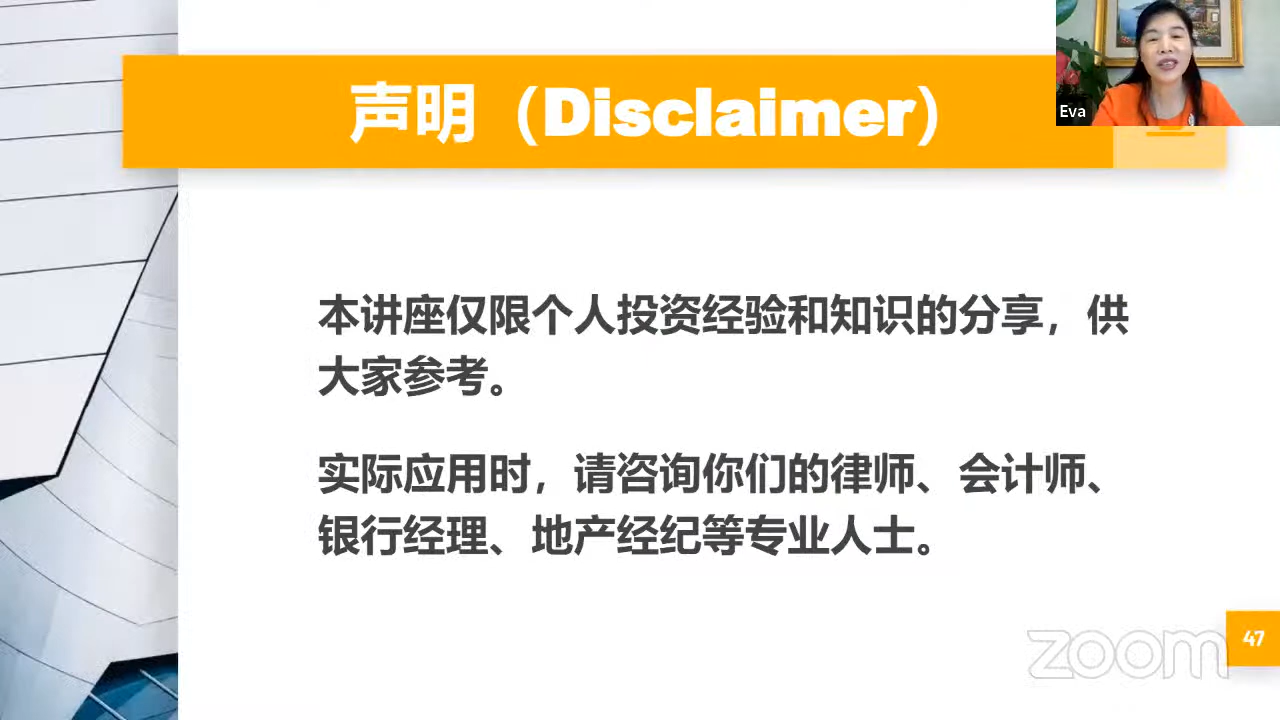 声明（Disclaimer）
Eva
本讲座仅限个人投资经验和知识的分享，供
大家参考。
实际应用时，请咨询你们的律师、会计师、
银行经理、地产经纪等专业人士。
zoom
47